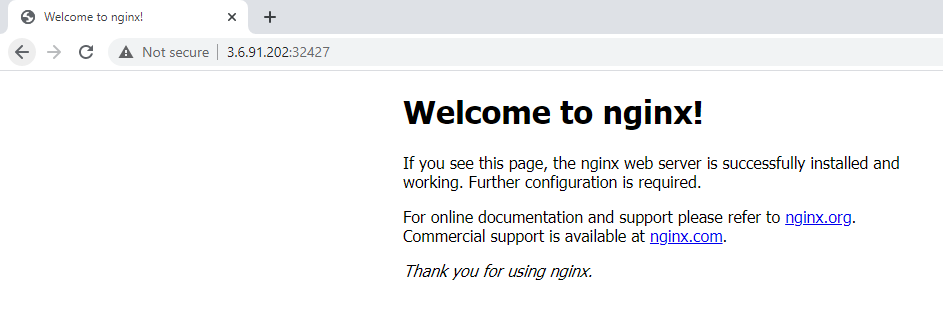 Welcome to nginx!
Not secure | 3.6.91.202:32427
Welcome to nginx!
If you see this page, the nginx web server is successfully installed and
working. Further configuration is required.
For online documentation and support please refer to nginx.org.
Commercial support is available at nginx.com.
Thank you for using nginx.